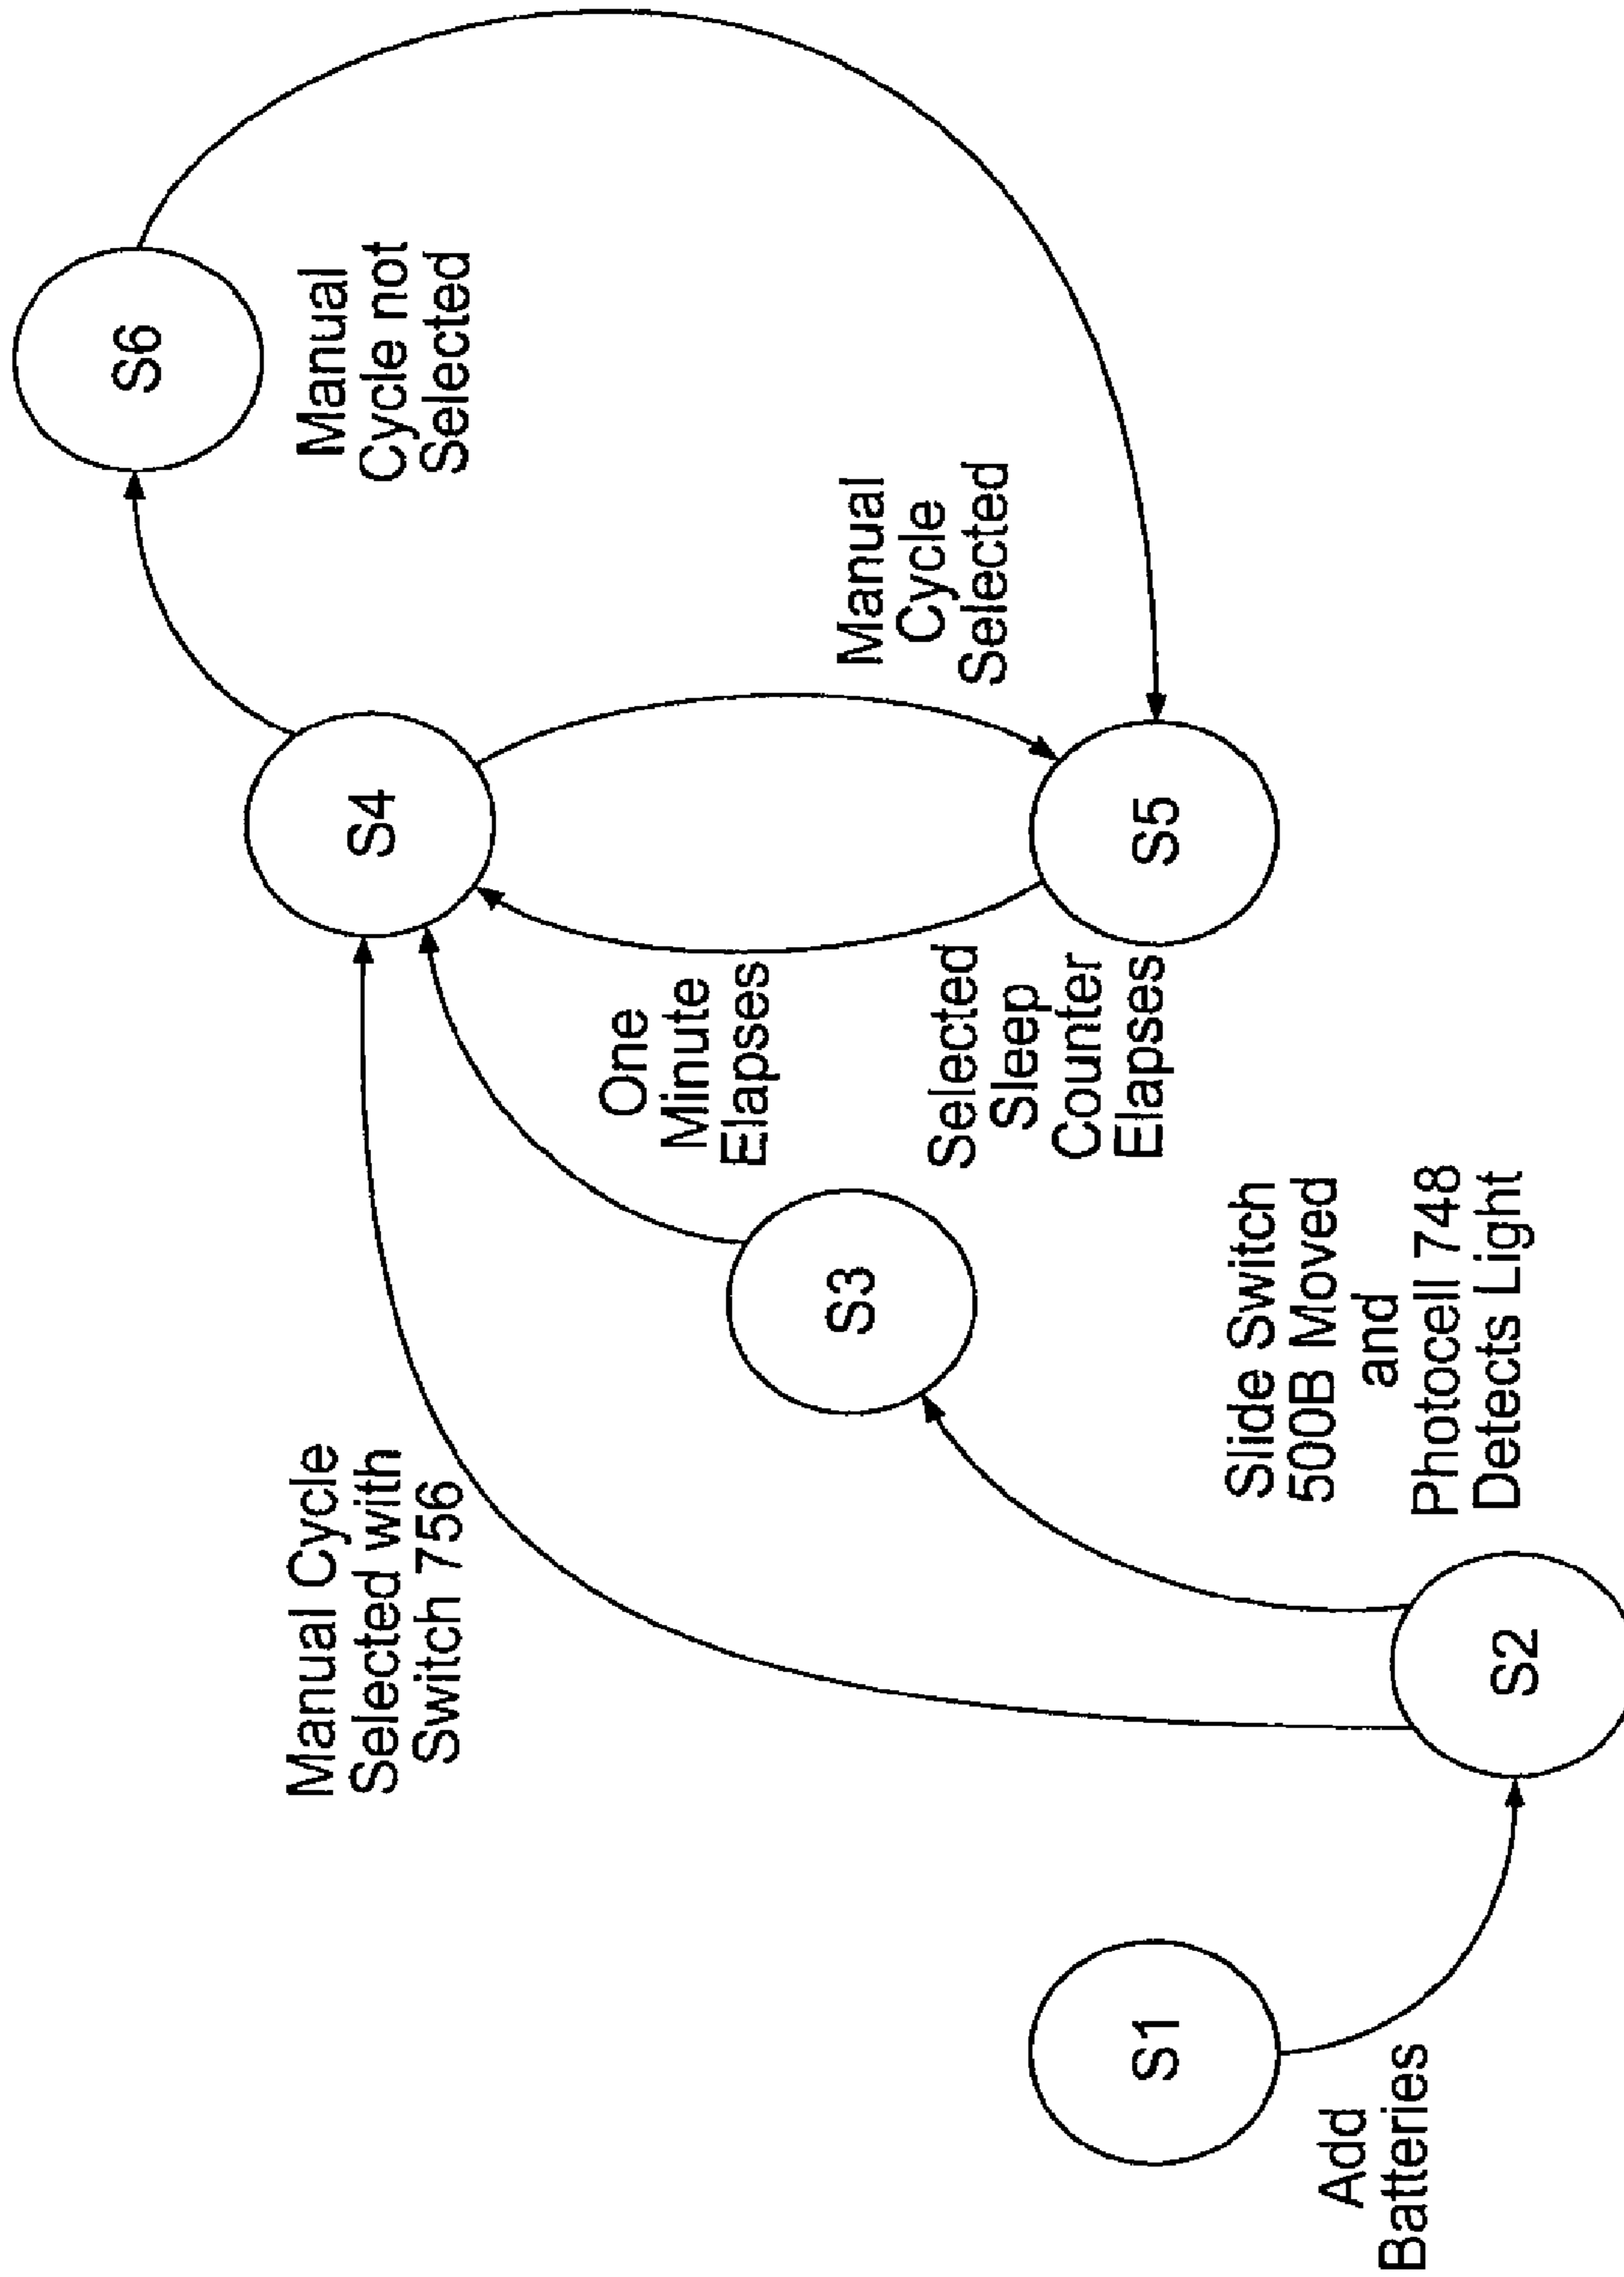 S1
Add
Batteries
S2
Manual Cycle
Selected with
Switch 756
Slide Switch
500B Moved
and
Photocell 748
Detects Light
S3
One
Minute
Elapses
S4
Selected
Sleep
Counter
Elapses
S5
Manual
Cycle
Selected
Manual
Cycle not
Selected
S6